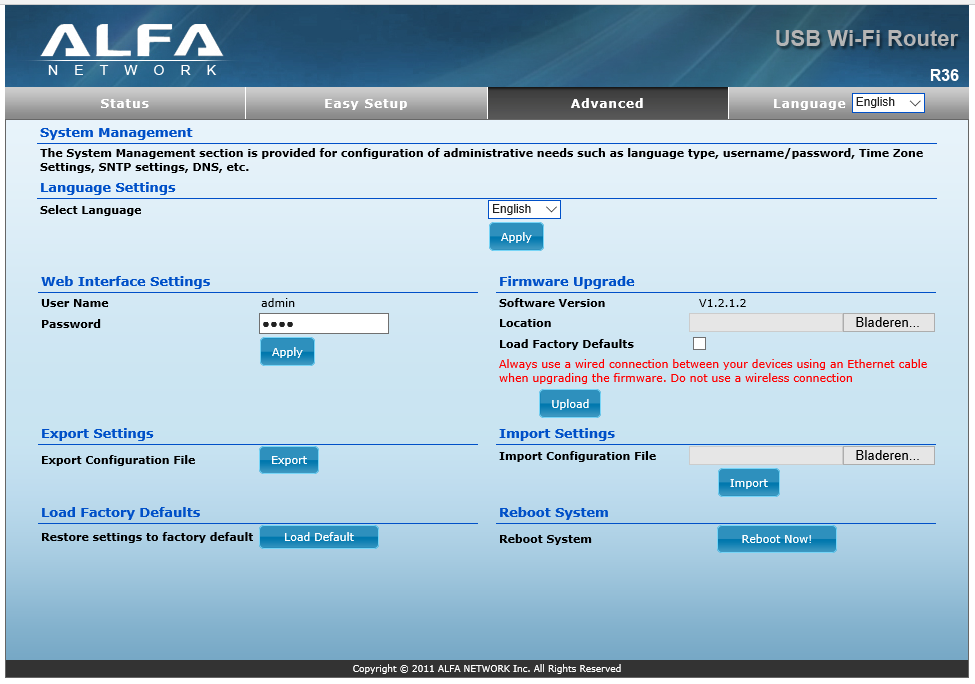 ALFA
NETWORK
USB Wi-Fi Router
R36
Status
Easy Setup
Advanced
Language
English
System Management
The System Management section is provided for configuration of administrative needs such as language type, username/password, Time Zone
Settings, SNTP settings, DNS, etc.
Language Settings
Select Language
English
Apply
Web Interface Settings
User Name admin
Password ●●●●
Apply
Firmware Upgrade
Software Version V1.2.1.2
Location Bladeren...
Load Factory Defaults
Always use a wired connection between your devices using an Ethernet cable
when upgrading the firmware. Do not use a wireless connection
Upload
Export Settings
Export Configuration File Export
Import Settings
Import Configuration File Bladeren...
Import
Load Factory Defaults
Restore settings to factory default Load Default
Reboot System
Reboot System Reboot Now!
Copyright © 2011 ALFA NETWORK Inc. All Rights Reserved